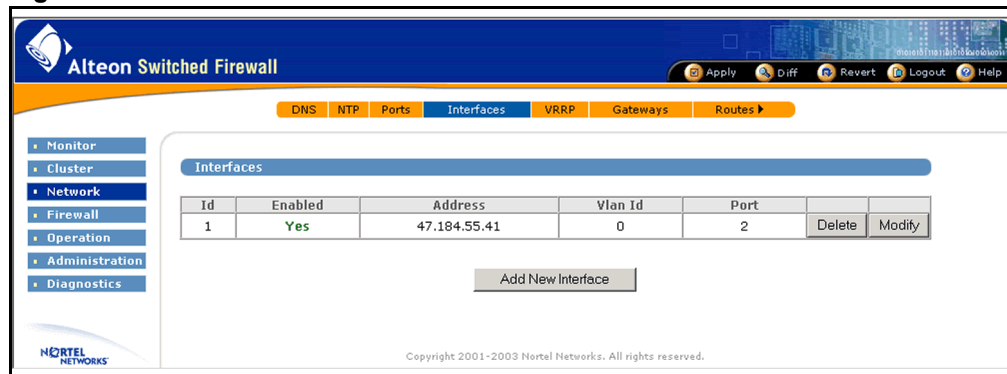 Alteon Switched Firewall
Apply Diff Revert Logout Help
DNS NTP Ports Interfaces VRRP Gateways Routes
Monitor
Cluster
Network
Firewall
Operation
Administration
Diagnostics
Interfaces
Id Enabled Address Vlan Id Port
1 Yes 47.184.55.41 0 2 Delete Modify
Add New Interface
NORTEL
NETWORKS
Copyright 2001-2003 Nortel Networks. All rights reserved.